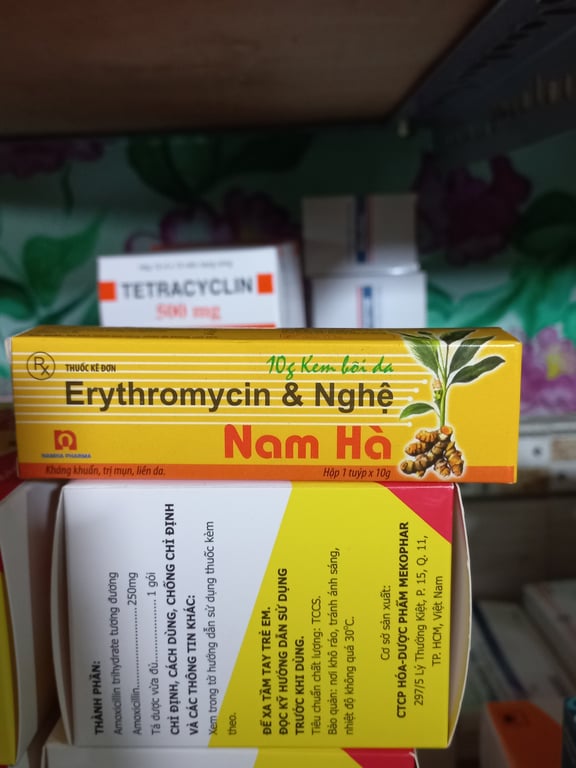 TETRACYCLIN
500 mg
Rx
THUỐC KÊ ĐƠN
10g Kem bôi da
Erythromycin & Nghệ
Nam Hà
NAMHA PHARMA
Kháng khuẩn, trị mụn, liền da.
Hộp 1 tuýp x 10g
THÀNH PHẦN:
Amoxicillin trihydrate tương đương
Amoxicillin.......................... 250mg
Tá dược vừa đủ................... 1 gói
CHỈ ĐỊNH, CÁCH DÙNG, CHỐNG CHỈ ĐỊNH
VÀ CÁC THÔNG TIN KHÁC:
Xem trong tờ hướng dẫn sử dụng thuốc kèm
theo.
ĐỂ XA TẦM TAY TRẺ EM.
ĐỌC KỸ HƯỚNG DẪN SỬ DỤNG
TRƯỚC KHI DÙNG.
Tiêu chuẩn chất lượng: TCCS.
Bảo quản: nơi khô ráo, tránh ánh sáng,
nhiệt độ không quá 30°C.
Cơ sở sản xuất:
CTCP HÓA-DƯỢC PHẨM MEKOPHAR
297/5 Lý Thường Kiệt, P. 15, Q. 11,
TP. HCM, Việt Nam